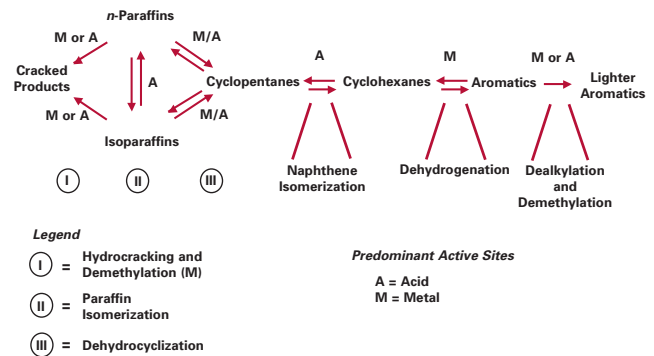 n-Paraffins
M or A
M/A
A
M
M or A
Cracked
Products
A
Cyclopentanes
Cyclohexanes
Aromatics
Lighter
Aromatics
M or A
M/A
Isoparaffins
Naphthene
Isomerization
Dehydrogenation
Dealkylation
and
Demethylation
I
II
III
Legend
I = Hydrocracking and
Demethylation (M)
II = Paraffin
Isomerization
III = Dehydrocyclization
Predominant Active Sites
A = Acid
M = Metal